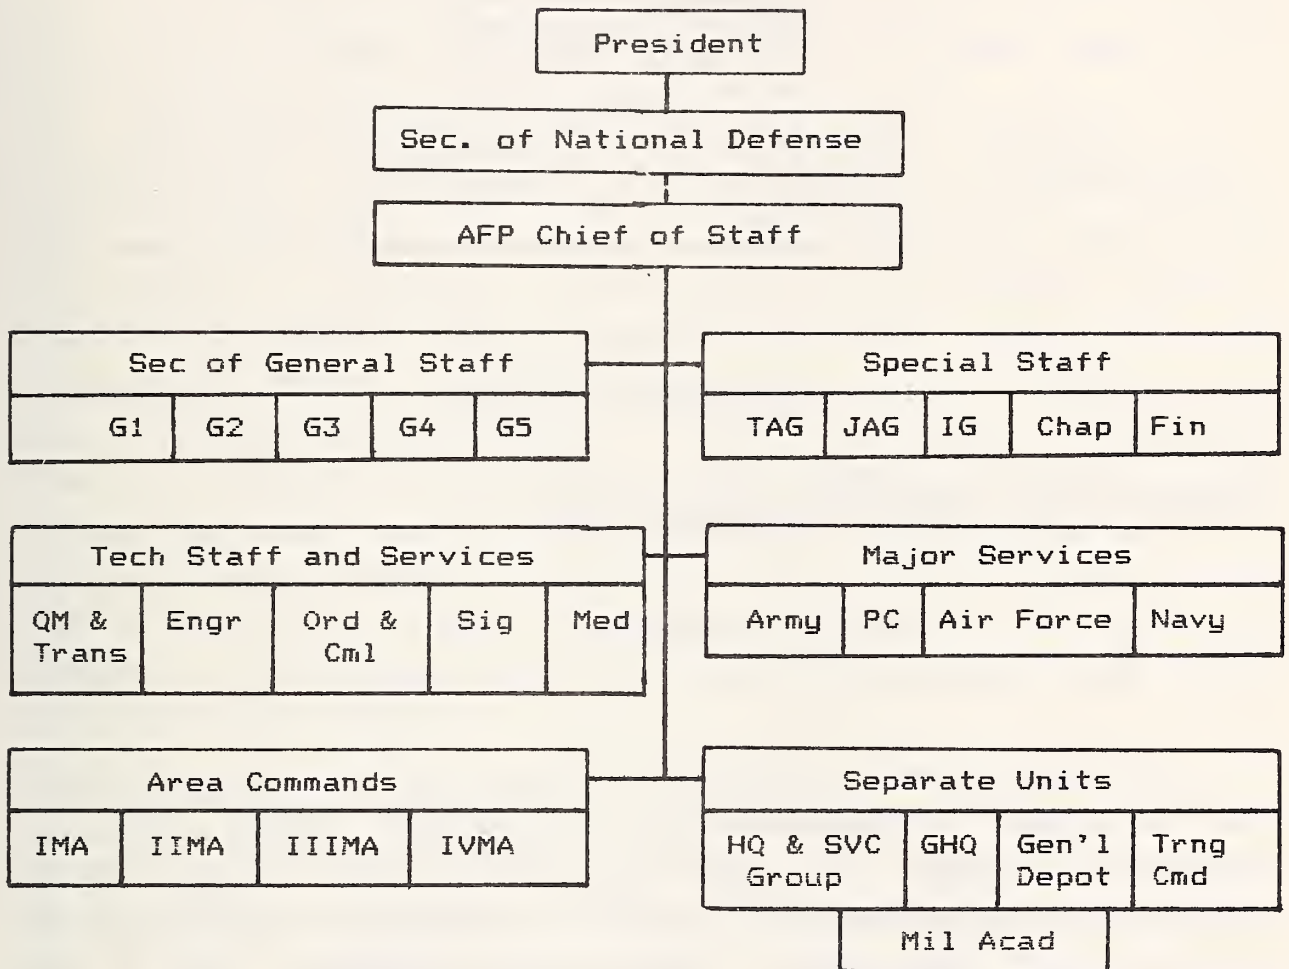 President
Sec. of National Defense
AFP Chief of Staff
Sec of General Staff
G1 G2 G3 G4 G5
Special Staff
TAG JAG IG Chap Fin
Tech Staff and Services
QM & Engr Ord & Sig Med
Trans Cml
Major Services
Army PC Air Force Navy
Area Commands
IMA IIMA IIIMA IVMA
Separate Units
HQ & SVC GHQ Gen'l Trng
Group Depot Cmd
Mil Acad